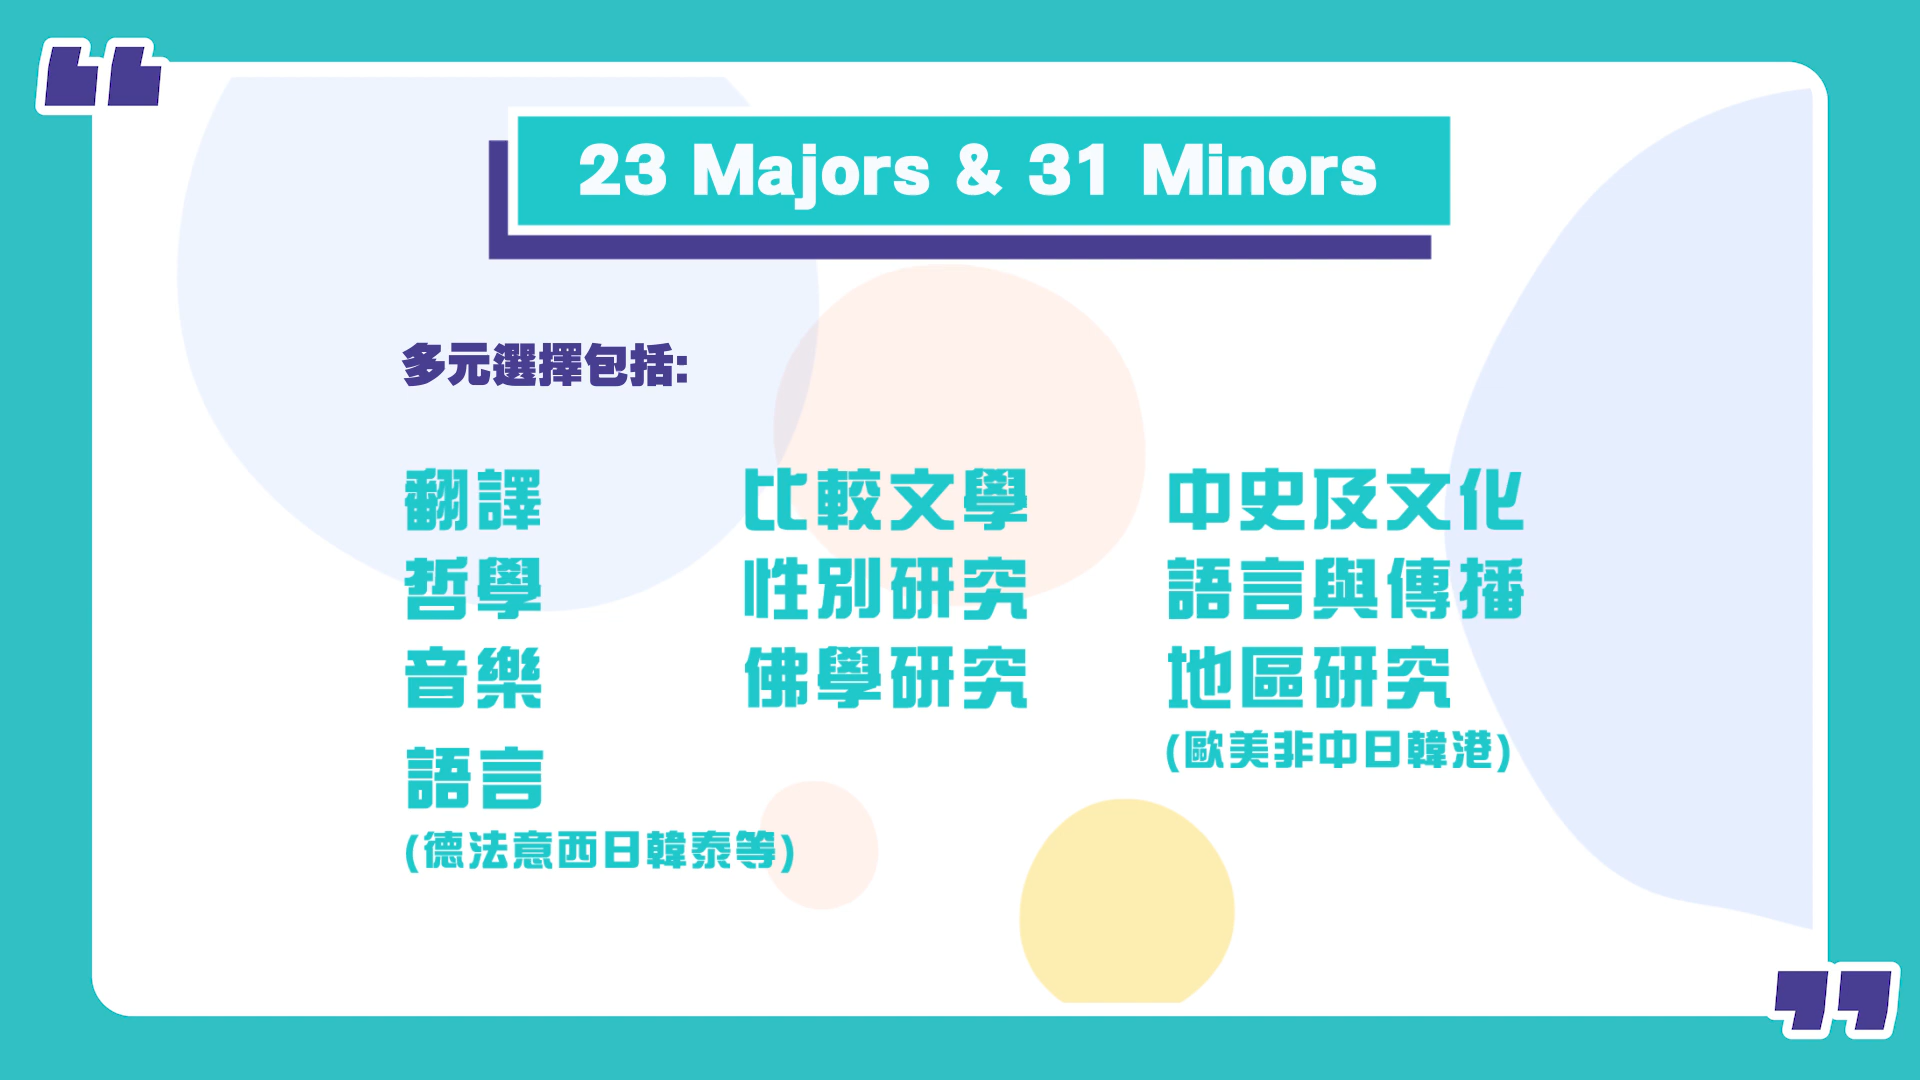 23 Majors & 31 Minors
多元選擇包括:
翻譯
哲學
音樂
語言
(德法意西日韓泰等)
比較文學
性別研究
佛學研究
中史及文化
語言與傳播
地區研究
(歐美非中日韓港)